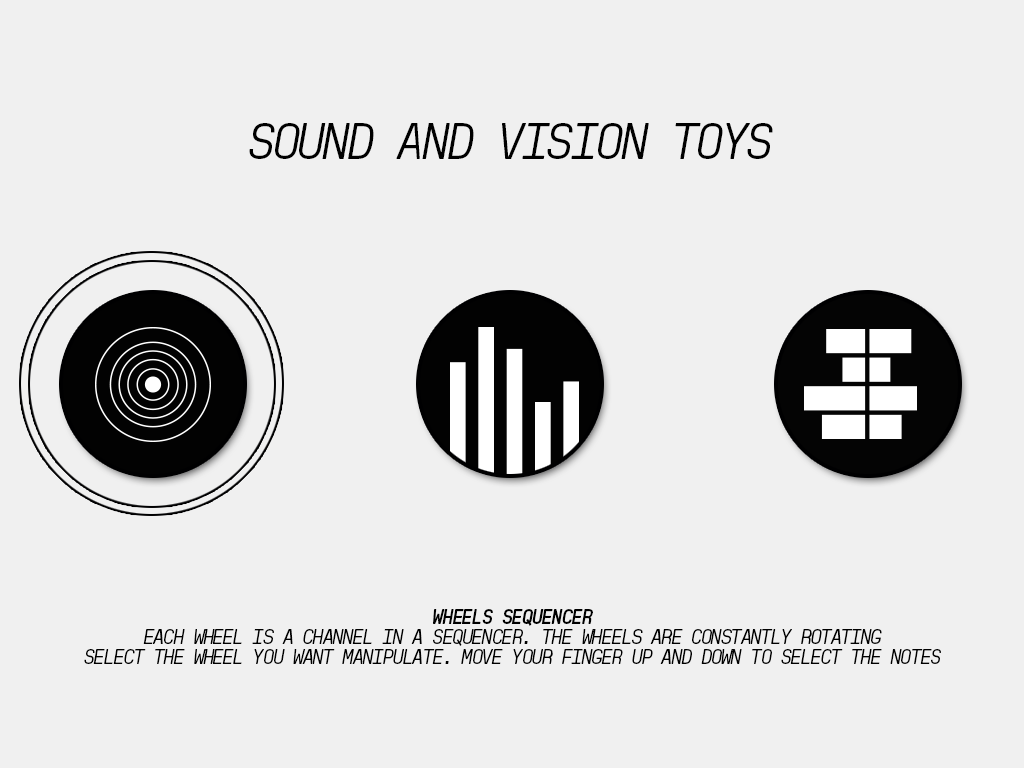 SOUND AND VISION TOYS
WHEELS SEQUENCER
EACH WHEEL IS A CHANNEL IN A SEQUENCER. THE WHEELS ARE CONSTANTLY ROTATING
SELECT THE WHEEL YOU WANT MANIPULATE. MOVE YOUR FINGER UP AND DOWN TO SELECT THE NOTES